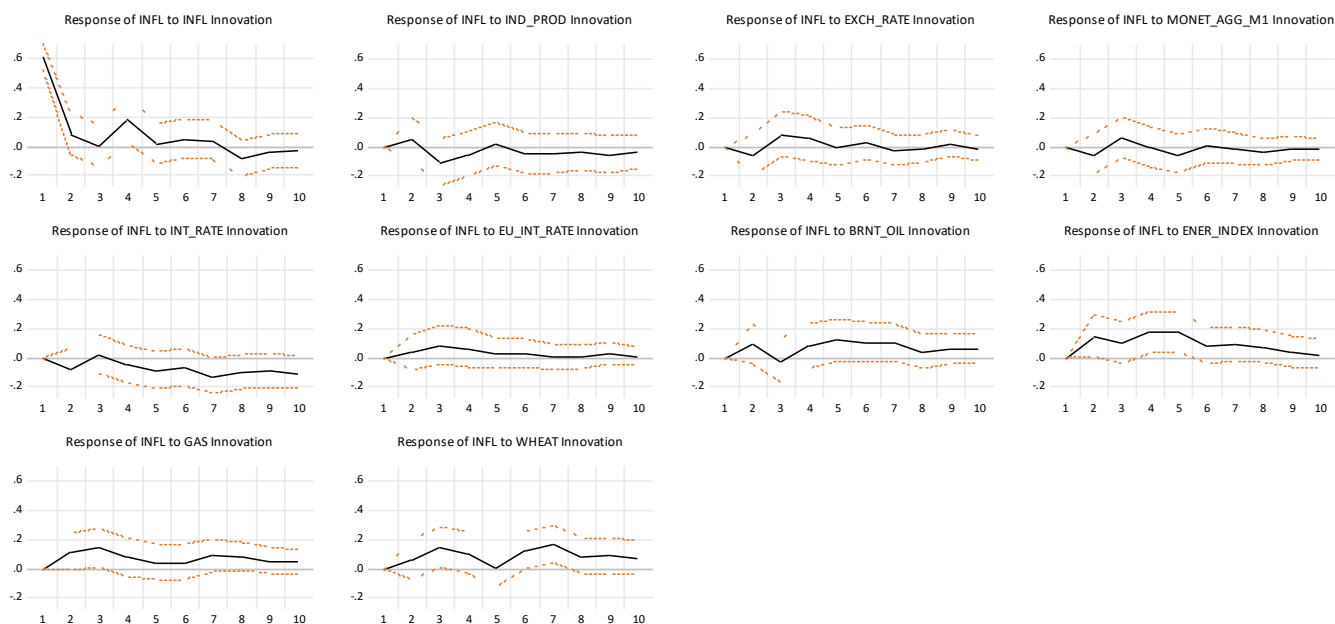 Response of INFL to INFL Innovation
.6
.4
.2
.0
-.2
1 2 3 4 5 6 7 8 9 10
Response of INFL to IND_PROD Innovation
.6
.4
.2
.0
-.2
1 2 3 4 5 6 7 8 9 10
Response of INFL to EXCH_RATE Innovation
.6
.4
.2
.0
-.2
1 2 3 4 5 6 7 8 9 10
Response of INFL to MONET_AGG_M1 Innovation
.6
.4
.2
.0
-.2
1 2 3 4 5 6 7 8 9 10
Response of INFL to INT_RATE Innovation
.6
.4
.2
.0
-.2
1 2 3 4 5 6 7 8 9 10
Response of INFL to EU_INT_RATE Innovation
.6
.4
.2
.0
-.2
1 2 3 4 5 6 7 8 9 10
Response of INFL to BRNT_OIL Innovation
.6
.4
.2
.0
-.2
1 2 3 4 5 6 7 8 9 10
Response of INFL to ENER_INDEX Innovation
.6
.4
.2
.0
-.2
1 2 3 4 5 6 7 8 9 10
Response of INFL to GAS Innovation
.6
.4
.2
.0
-.2
1 2 3 4 5 6 7 8 9 10
Response of INFL to WHEAT Innovation
.6
.4
.2
.0
-.2
1 2 3 4 5 6 7 8 9 10